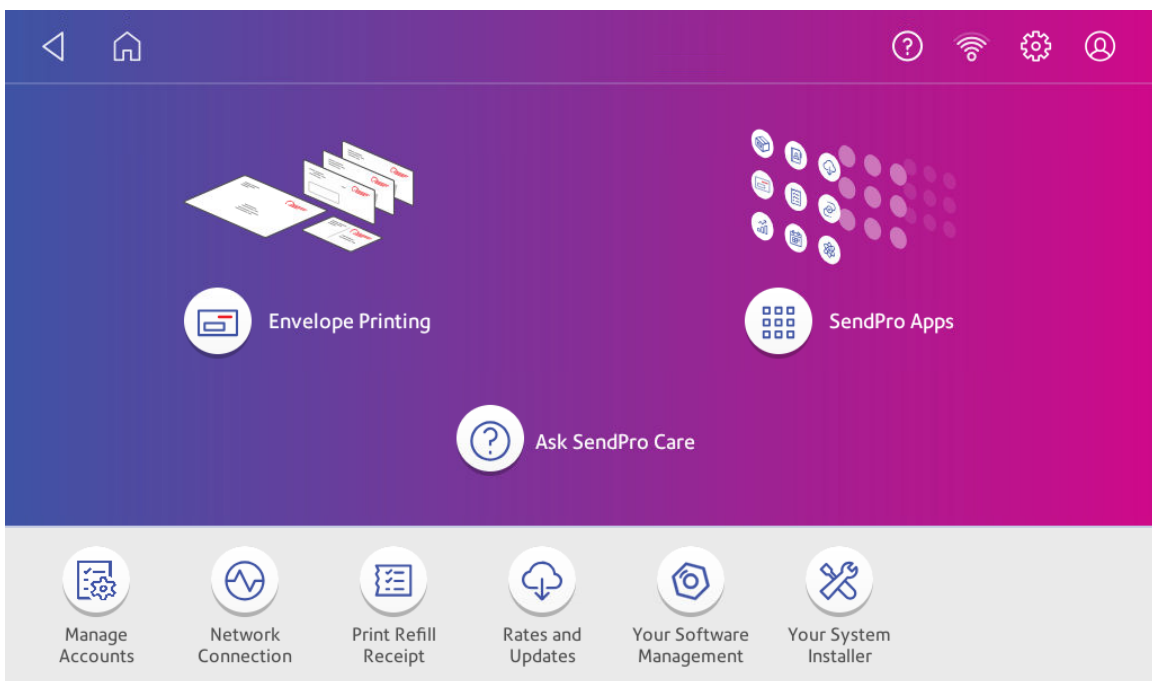 Envelope Printing
SendPro Apps
Ask SendPro Care
Manage
Accounts
Network
Connection
Print Refill
Receipt
Rates and
Updates
Your Software
Management
Your System
Installer